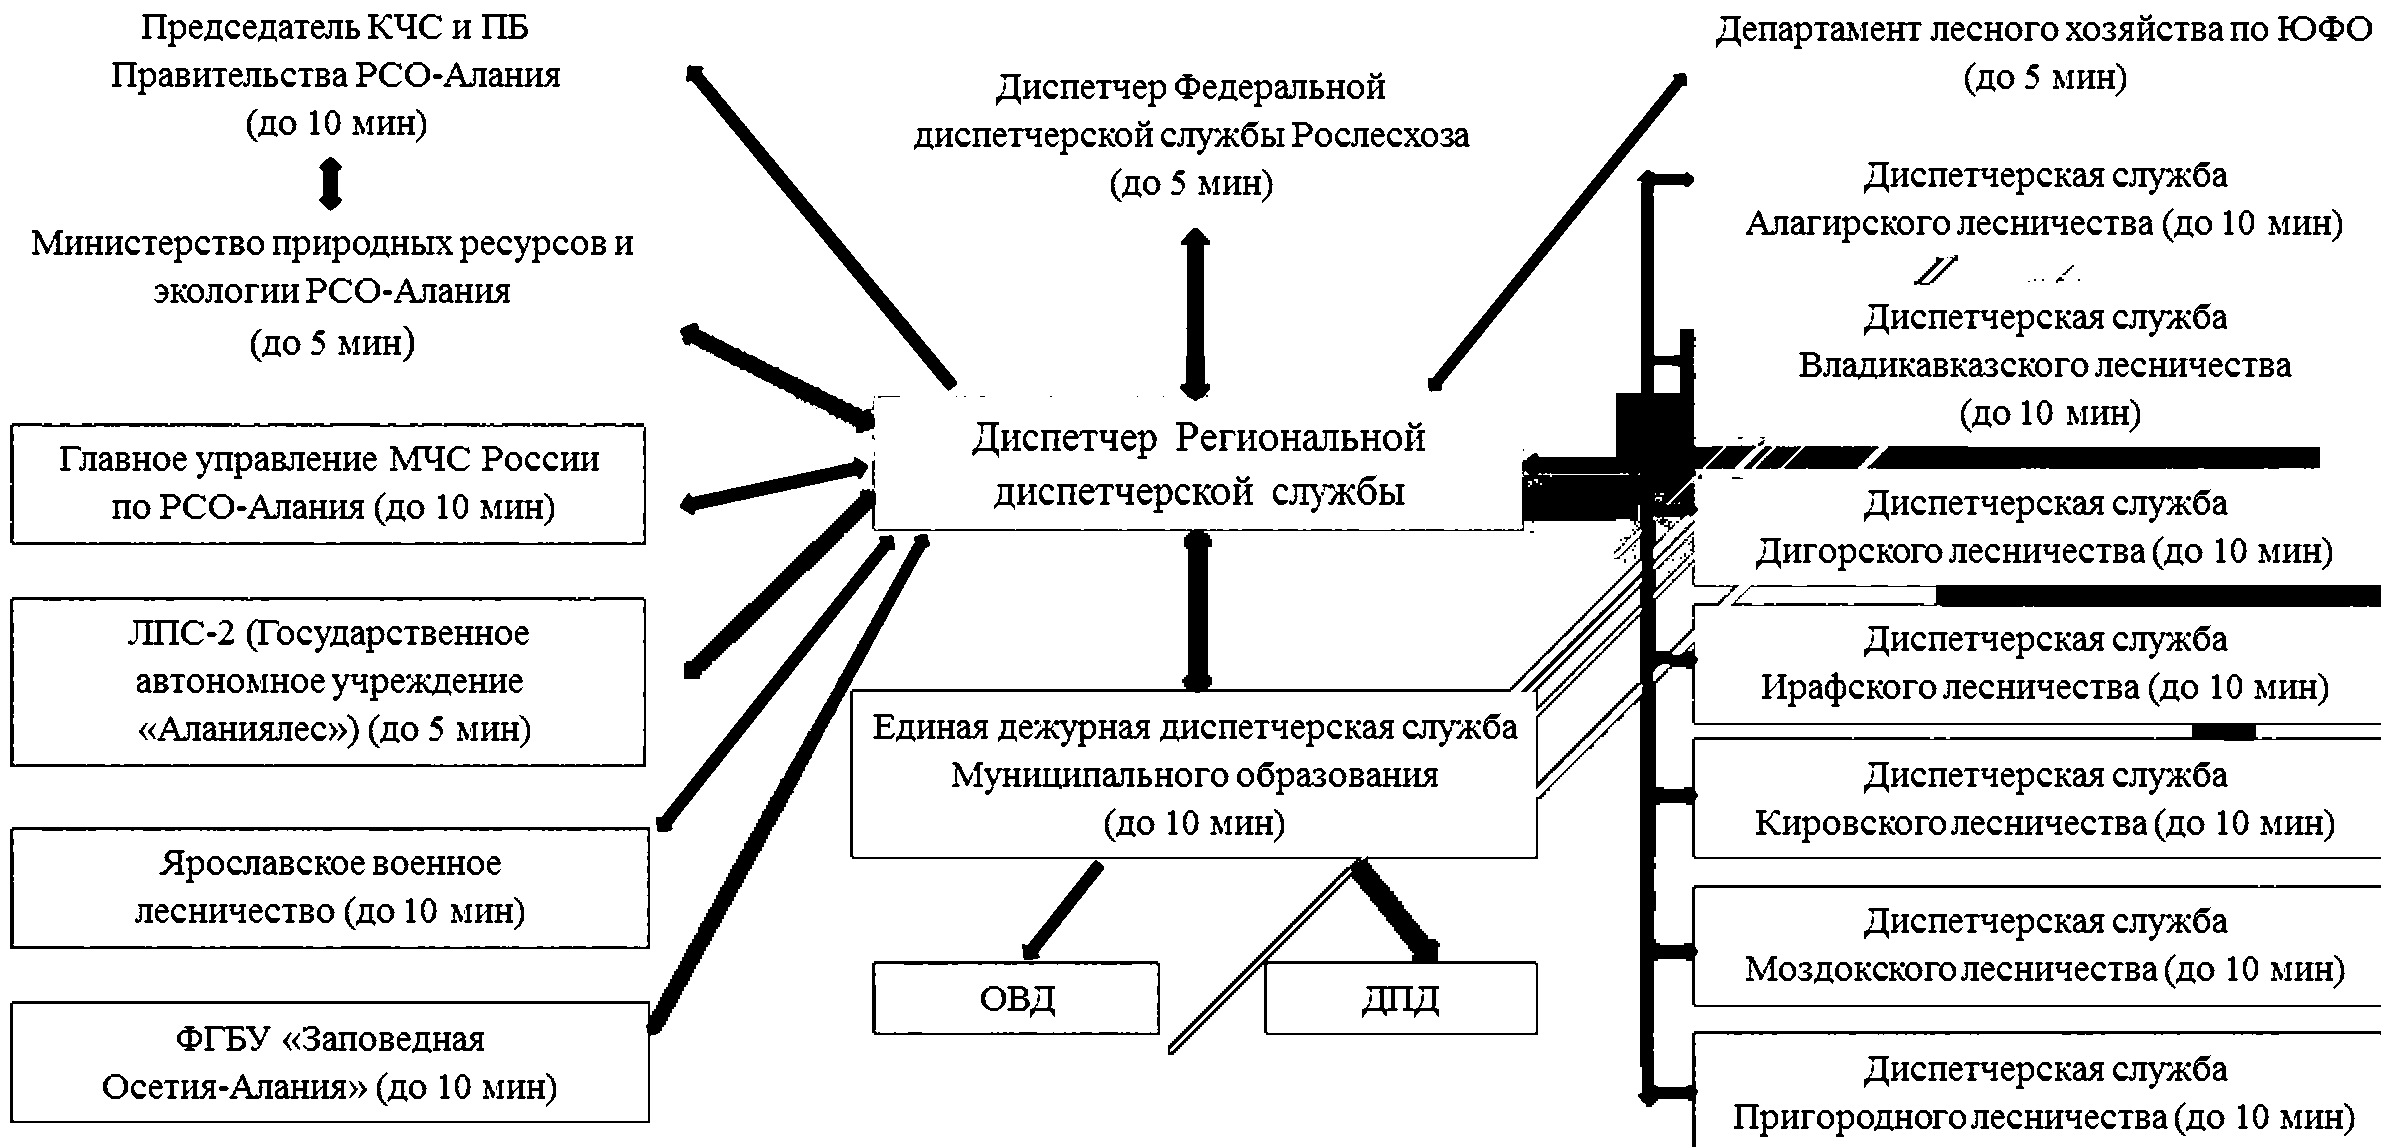 Председатель КЧС и ПБ
Правительства РСО-Алания
(до 10 мин)
Министерство природных ресурсов и
экологии РСО-Алания
(до 5 мин)
Главное управление МЧС России
по РСО-Алания (до 10 мин)
ЛПС-2 (Государственное
автономное учреждение
«Аланиялес») (до 5 мин)
Ярославское военное
лесничество (до 10 мин)
ФГБУ «Заповедная
Осетия-Алания» (до 10 мин)
Диспетчер Федеральной
диспетчерской службы Рослесхоза
(до 5 мин)
Диспетчер Региональной
диспетчерской службы
Единая дежурная диспетчерская служба
Муниципального образования
(до 10 мин)
ОВД
ДПД
Департамент лесного хозяйства по ЮФО
(до 5 мин)
Диспетчерская служба
Алагирского лесничества (до 10 мин)
Диспетчерская служба
Владикавказского лесничества
(до 10 мин)
Диспетчерская служба
Дигорского лесничества (до 10 мин)
Диспетчерская служба
Ирафского лесничества (до 10 мин)
Диспетчерская служба
Кировского лесничества (до 10 мин)
Диспетчерская служба
Моздокского лесничества (до 10 мин)
Диспетчерская служба
Пригородного лесничества (до 10 мин)